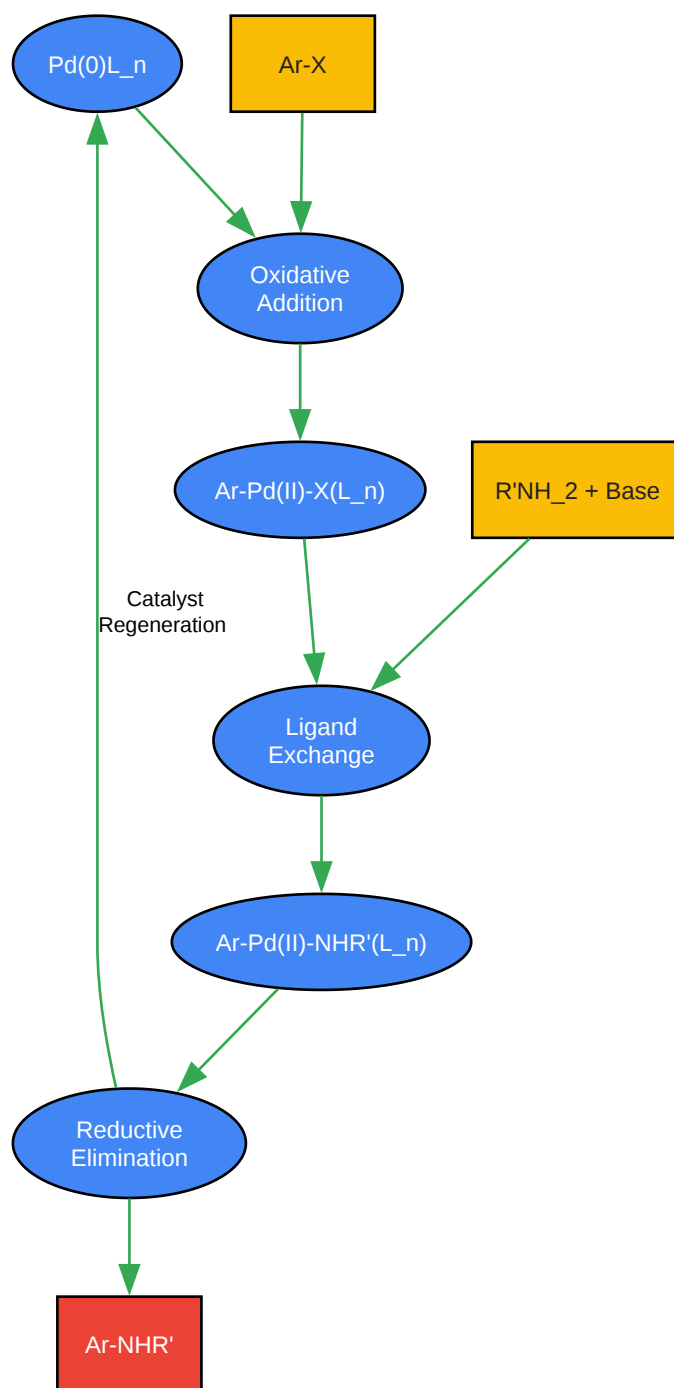 Pd(0)L_n
Ar-X
Oxidative
Addition
Ar-Pd(II)-X(L_n)
R'NH_2 + Base
Catalyst
Regeneration
Ligand
Exchange
Ar-Pd(II)-NHR'(L_n)
Reductive
Elimination
Ar-NHR'